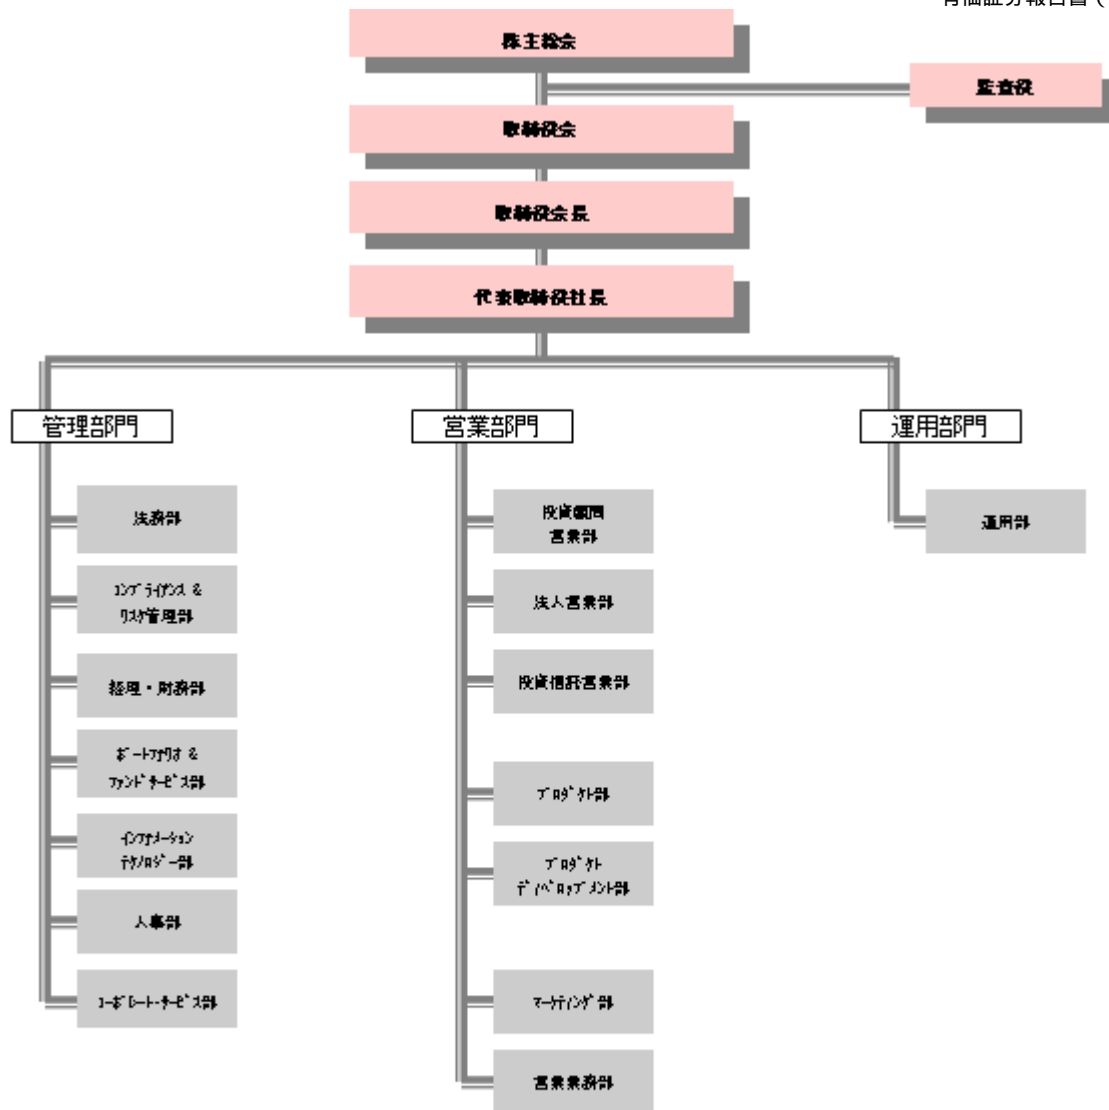 有価証券報告書（
株主総会
監査役
取締役会
取締役会長
代表取締役社長
管理部門
営業部門
運用部門
法務部
ｺﾝﾌﾟﾗｲｱﾝｽ &
ﾘｽｸ管理部
経理・財務部
ﾎﾟｰﾄﾌｫﾘｵ &
ﾌｧﾝﾄﾞｻｰﾋﾞｽ部
ｲﾝﾌｫﾒｰｼｮﾝ
ﾃｸﾉﾛｼﾞｰ部
人事部
ｺｰﾎﾟﾚｰﾄ･ｻｰﾋﾞｽ部
投資顧問
営業部
法人営業部
投資信託営業部
ﾌﾟﾛﾀﾞｸﾄ部
ﾌﾟﾛﾀﾞｸﾄ
ﾃﾞｨﾍﾞﾛｯﾌﾟﾒﾝﾄ部
ﾏｰｹﾃｨﾝｸﾞ部
営業業務部
運用部